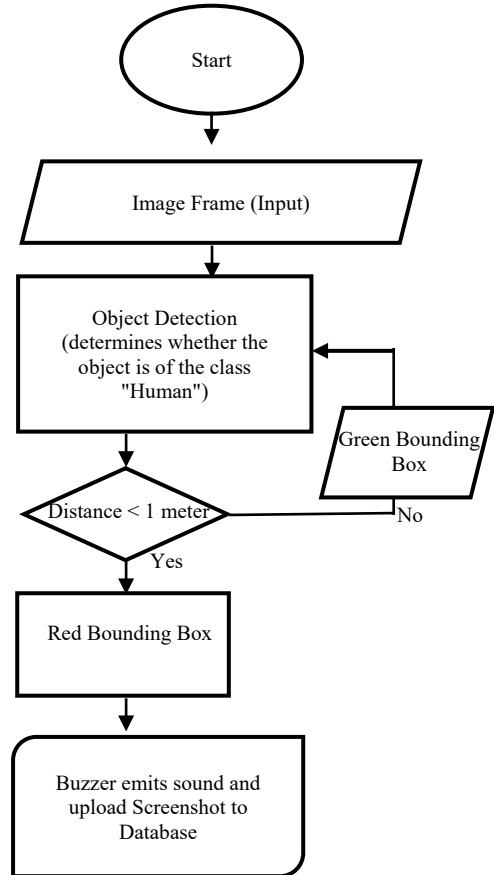 Start
Image Frame (Input)
Object Detection
(determines whether the
object is of the class
"Human")
Green Bounding
Box
Distance < 1 meter
No
Yes
Red Bounding Box
Buzzer emits sound and
upload Screenshot to
Database